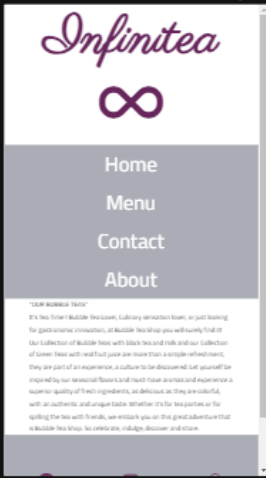 Infinitea
Home
Menu
Contact
About
"OUR BUBBLE TEAS"
It's Tea Time! Bubble Tea Lover, Culinary sensation lover, or just looking
for gastronomic innovation, at Bubble Tea Shop you will surely find it!
Our Collection of Bubble Teas with black tea and milk and our Collection
of Green Teas with real fruit juice are more than a simple refreshment,
they are part of an experience, a culture to be discovered. Let yourself be
inspired by our seasonal flavors and must-have aromas and experience a
superior quality of fresh ingredients, as delicious as they are colorful,
with an authentic and unique taste. Whether it's for tea parties or for
spilling the tea with friends, we embark you on this great adventure that
is Bubble Tea Shop. So celebrate, indulge, discover and share.